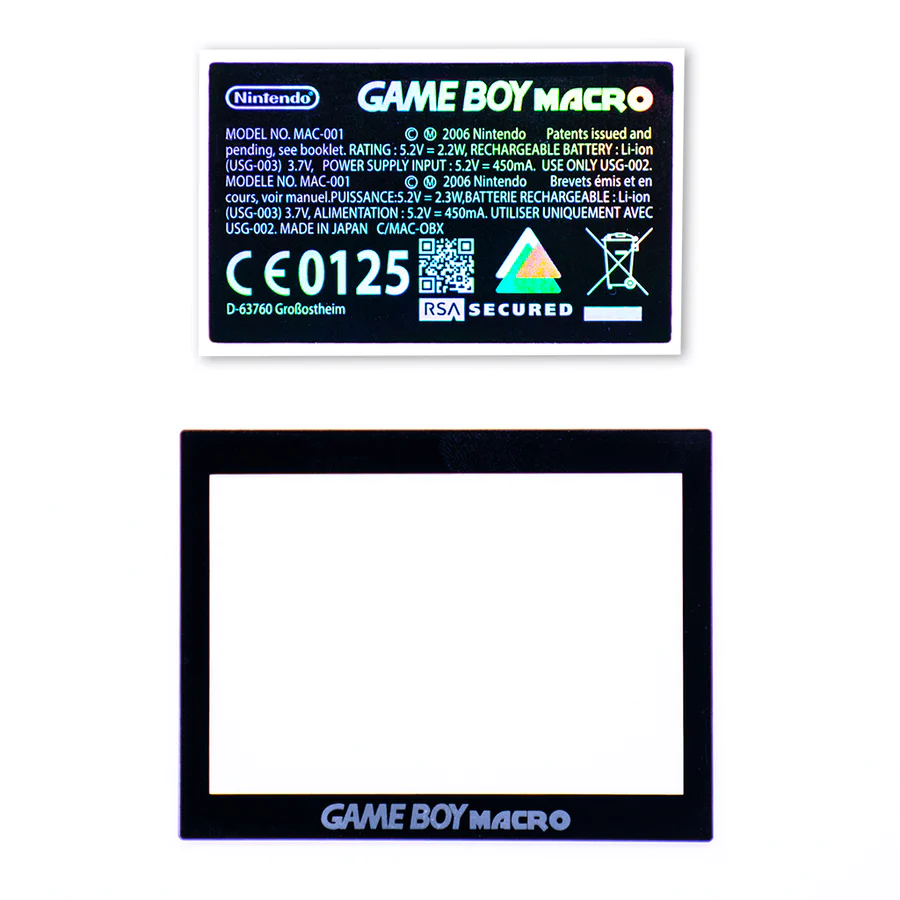 Nintendo GAME BOY MACRO
MODEL NO. MAC-001 © Ⓜ 2006 Nintendo Patents issued and
pending, see booklet. RATING : 5.2V = 2.2W, RECHARGEABLE BATTERY : Li-ion
(USG-003) 3.7V, POWER SUPPLY INPUT : 5.2V = 450mA. USE ONLY USG-002.
MODELE NO. MAC-001 © Ⓜ 2006 Nintendo Brevets émis et en
cours, voir manuel.PUISSANCE:5.2V = 2.3W,BATTERIE RECHARGEABLE : Li-ion
(USG-003) 3.7V, ALIMENTATION : 5.2V = 450mA. UTILISER UNIQUEMENT AVEC
USG-002. MADE IN JAPAN C/MAC-OBX
CE0125
D-63760 Großostheim RSA SECURED
GAME BOY MACRO